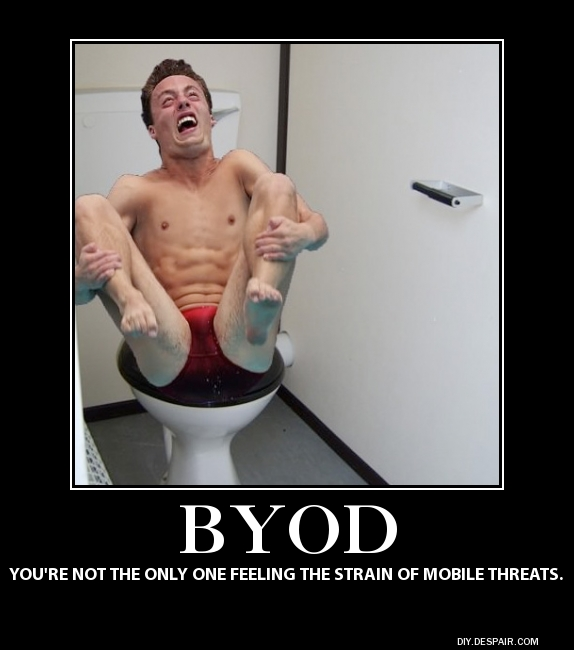 BYOD
YOU'RE NOT THE ONLY ONE FEELING THE STRAIN OF MOBILE THREATS.
DIY.DESPAIR.COM